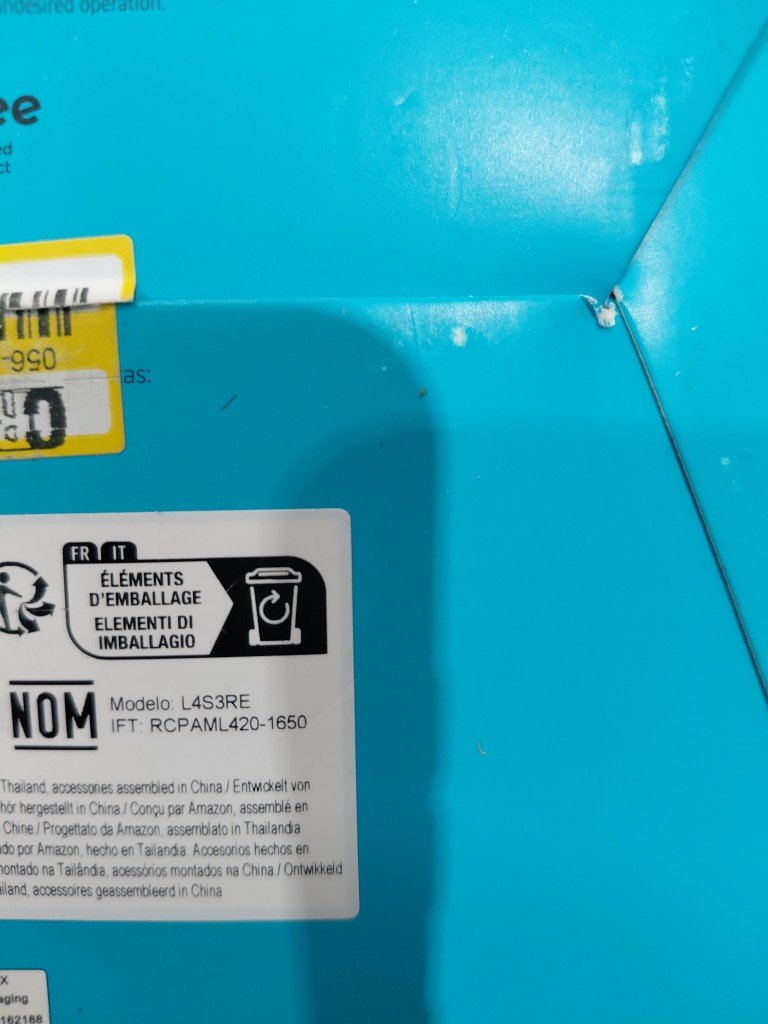 undesired operation.
ee
ed
ct
056-
as:
FR IT
ÉLÉMENTS
D'EMBALLAGE
ELEMENTI DI
IMBALLAGIO
NOM
Modelo: L4S3RE
IFT: RCPAML420-1650
Thailand, accessories assembled in China./ Entwickelt von
hör hergestellt in China./ Conçu par Amazon, assemblé en
Chine./ Progettato da Amazon, assemblato in Thailandia
ado por Amazon, hecho en Tailandia. Accesorios hechos en
montado na Tailândia, acessórios montados na China./ Ontwikkeld
ailand, accessoires geassembleerd in China
X
aging
162188